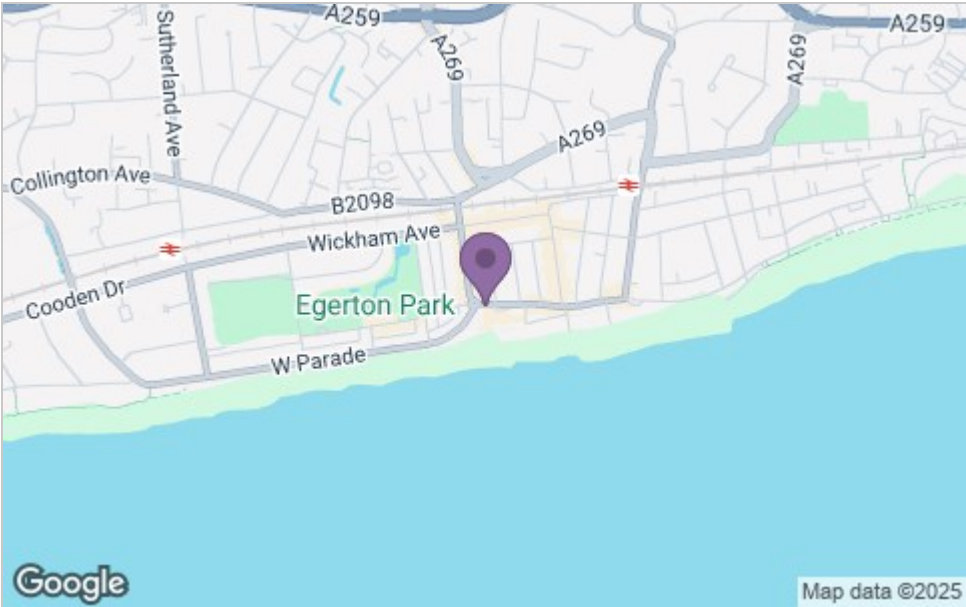 A259
A259
Sutherland Ave
A269
A269
A269
Collington Ave
B2098
Wickham Ave
Cooden Dr
Egerton Park
W Parade
Google
Map data ©2025